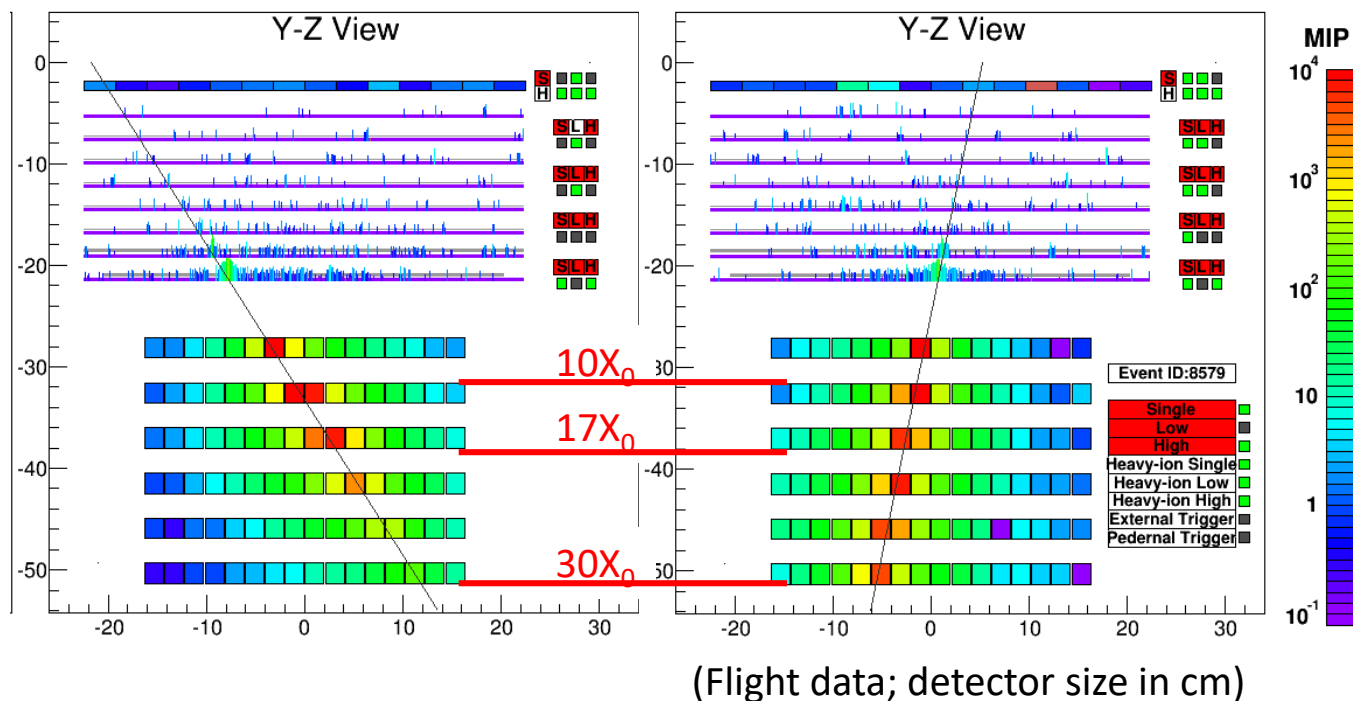 Y-Z View
Y-Z View
MIP
0
-10
-20
-30
-40
-50
-20
-10
0
10
20
30
S
H
S L H
S L H
S L H
S L H
10X₀
17X₀
30X₀
0
-10
-20
-30
-40
-50
-20
-10
0
10
20
30
S
H
S L H
S L H
S L H
S L H
Event ID:8579
Single
Low
High
Heavy-ion Single
Heavy-ion Low
Heavy-ion High
External Trigger
Pedernal Trigger
10⁴
10³
10²
10
1
10⁻¹
(Flight data; detector size in cm)